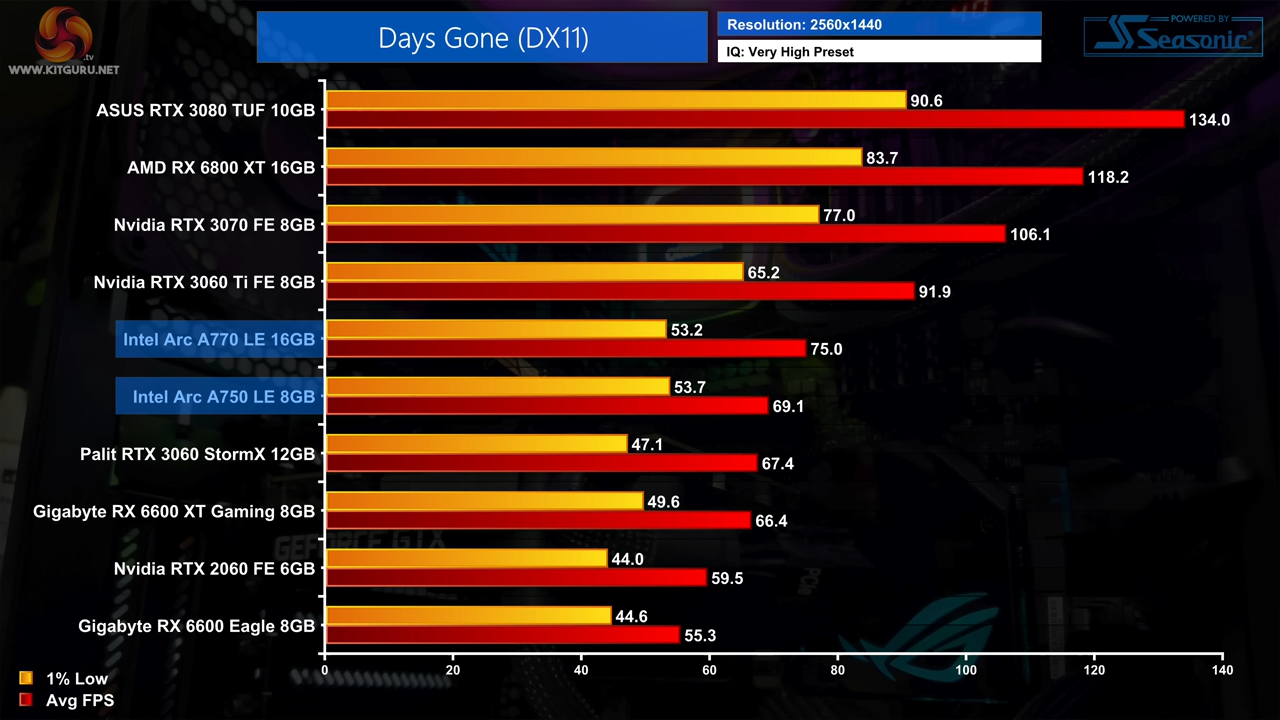 WWW.KITGURU.NET
.tv
Days Gone (DX11)
Resolution: 2560x1440
IQ: Very High Preset
POWERED BY
Seasonic
ASUS RTX 3080 TUF 10GB
90.6
134.0
AMD RX 6800 XT 16GB
83.7
118.2
Nvidia RTX 3070 FE 8GB
77.0
106.1
Nvidia RTX 3060 Ti FE 8GB
65.2
91.9
Intel Arc A770 LE 16GB
53.2
75.0
Intel Arc A750 LE 8GB
53.7
69.1
Palit RTX 3060 StormX 12GB
47.1
67.4
Gigabyte RX 6600 XT Gaming 8GB
49.6
66.4
GEFORCE GTX
Nvidia RTX 2060 FE 6GB
44.0
59.5
PCIe
Gigabyte RX 6600 Eagle 8GB
44.6
55.3
0 20 40 60 80 100 120 140
1% Low
Avg FPS